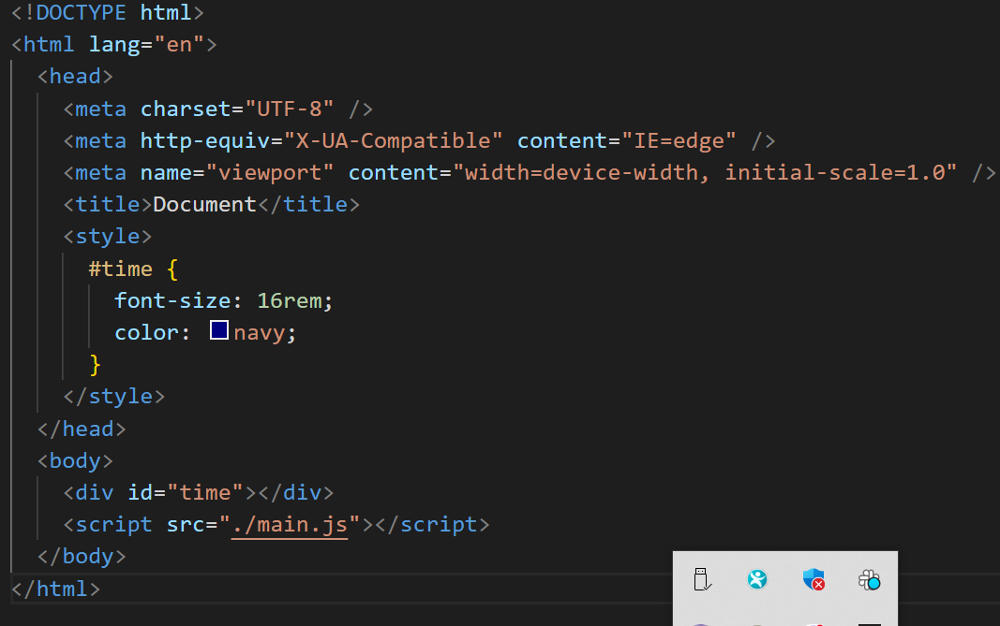 <!DOCTYPE html>
<html lang="en">
<head>
<meta charset="UTF-8" />
<meta http-equiv="X-UA-Compatible" content="IE=edge" />
<meta name="viewport" content="width=device-width, initial-scale=1.0" />
<title>Document</title>
<style>
#time {
font-size: 16rem;
color: navy;
}
</style>
</head>
<body>
<div id="time"></div>
<script src="./main.js"></script>
</body>
</html>